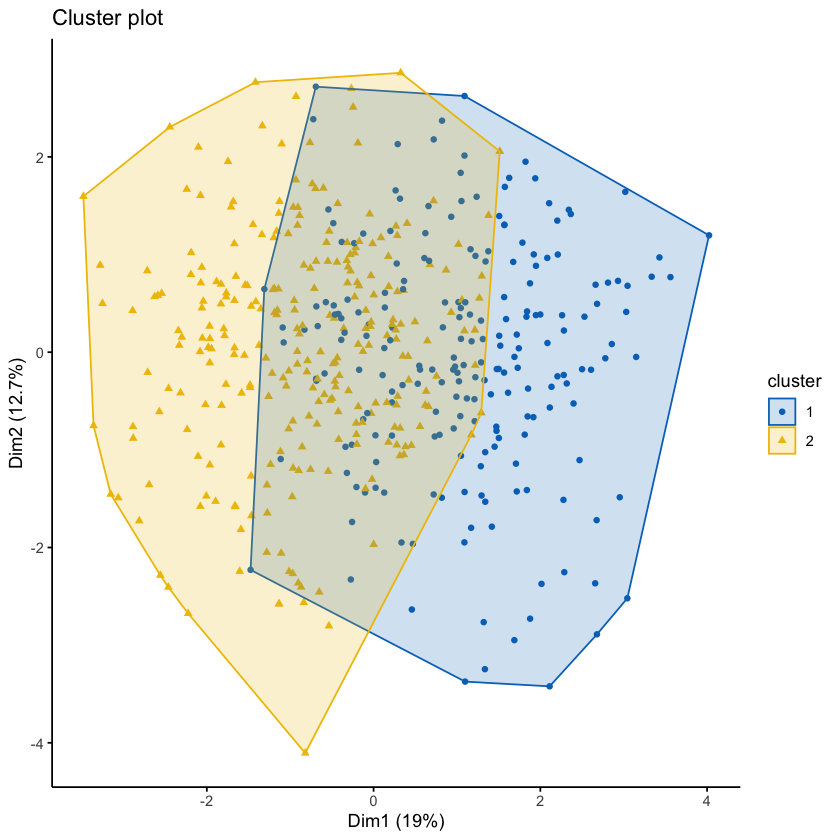 Cluster plot
2
0
-2
-4
Dim2 (12.7%)
-2
0
2
4
Dim1 (19%)
cluster
1
2